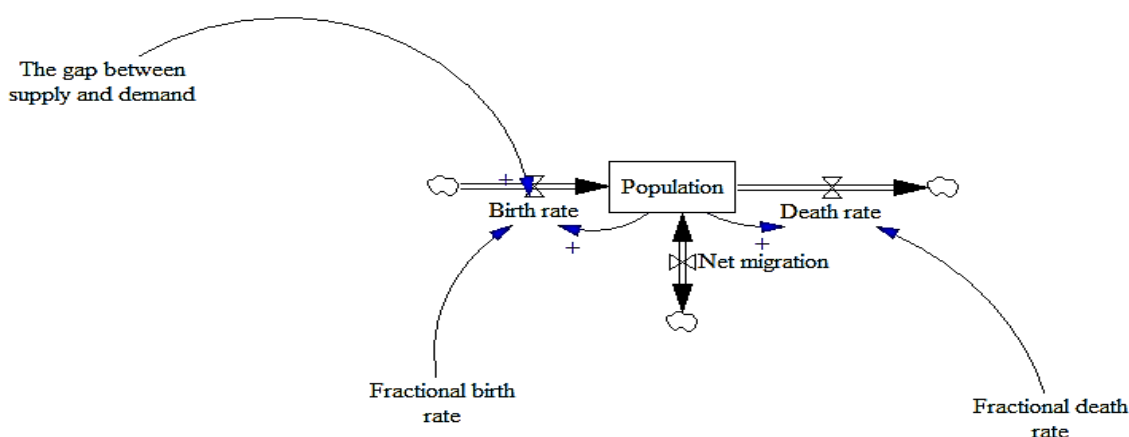 The gap between
supply and demand
+
Population
Birth rate
Death rate
+
+
Net migration
Fractional birth
rate
Fractional death
rate